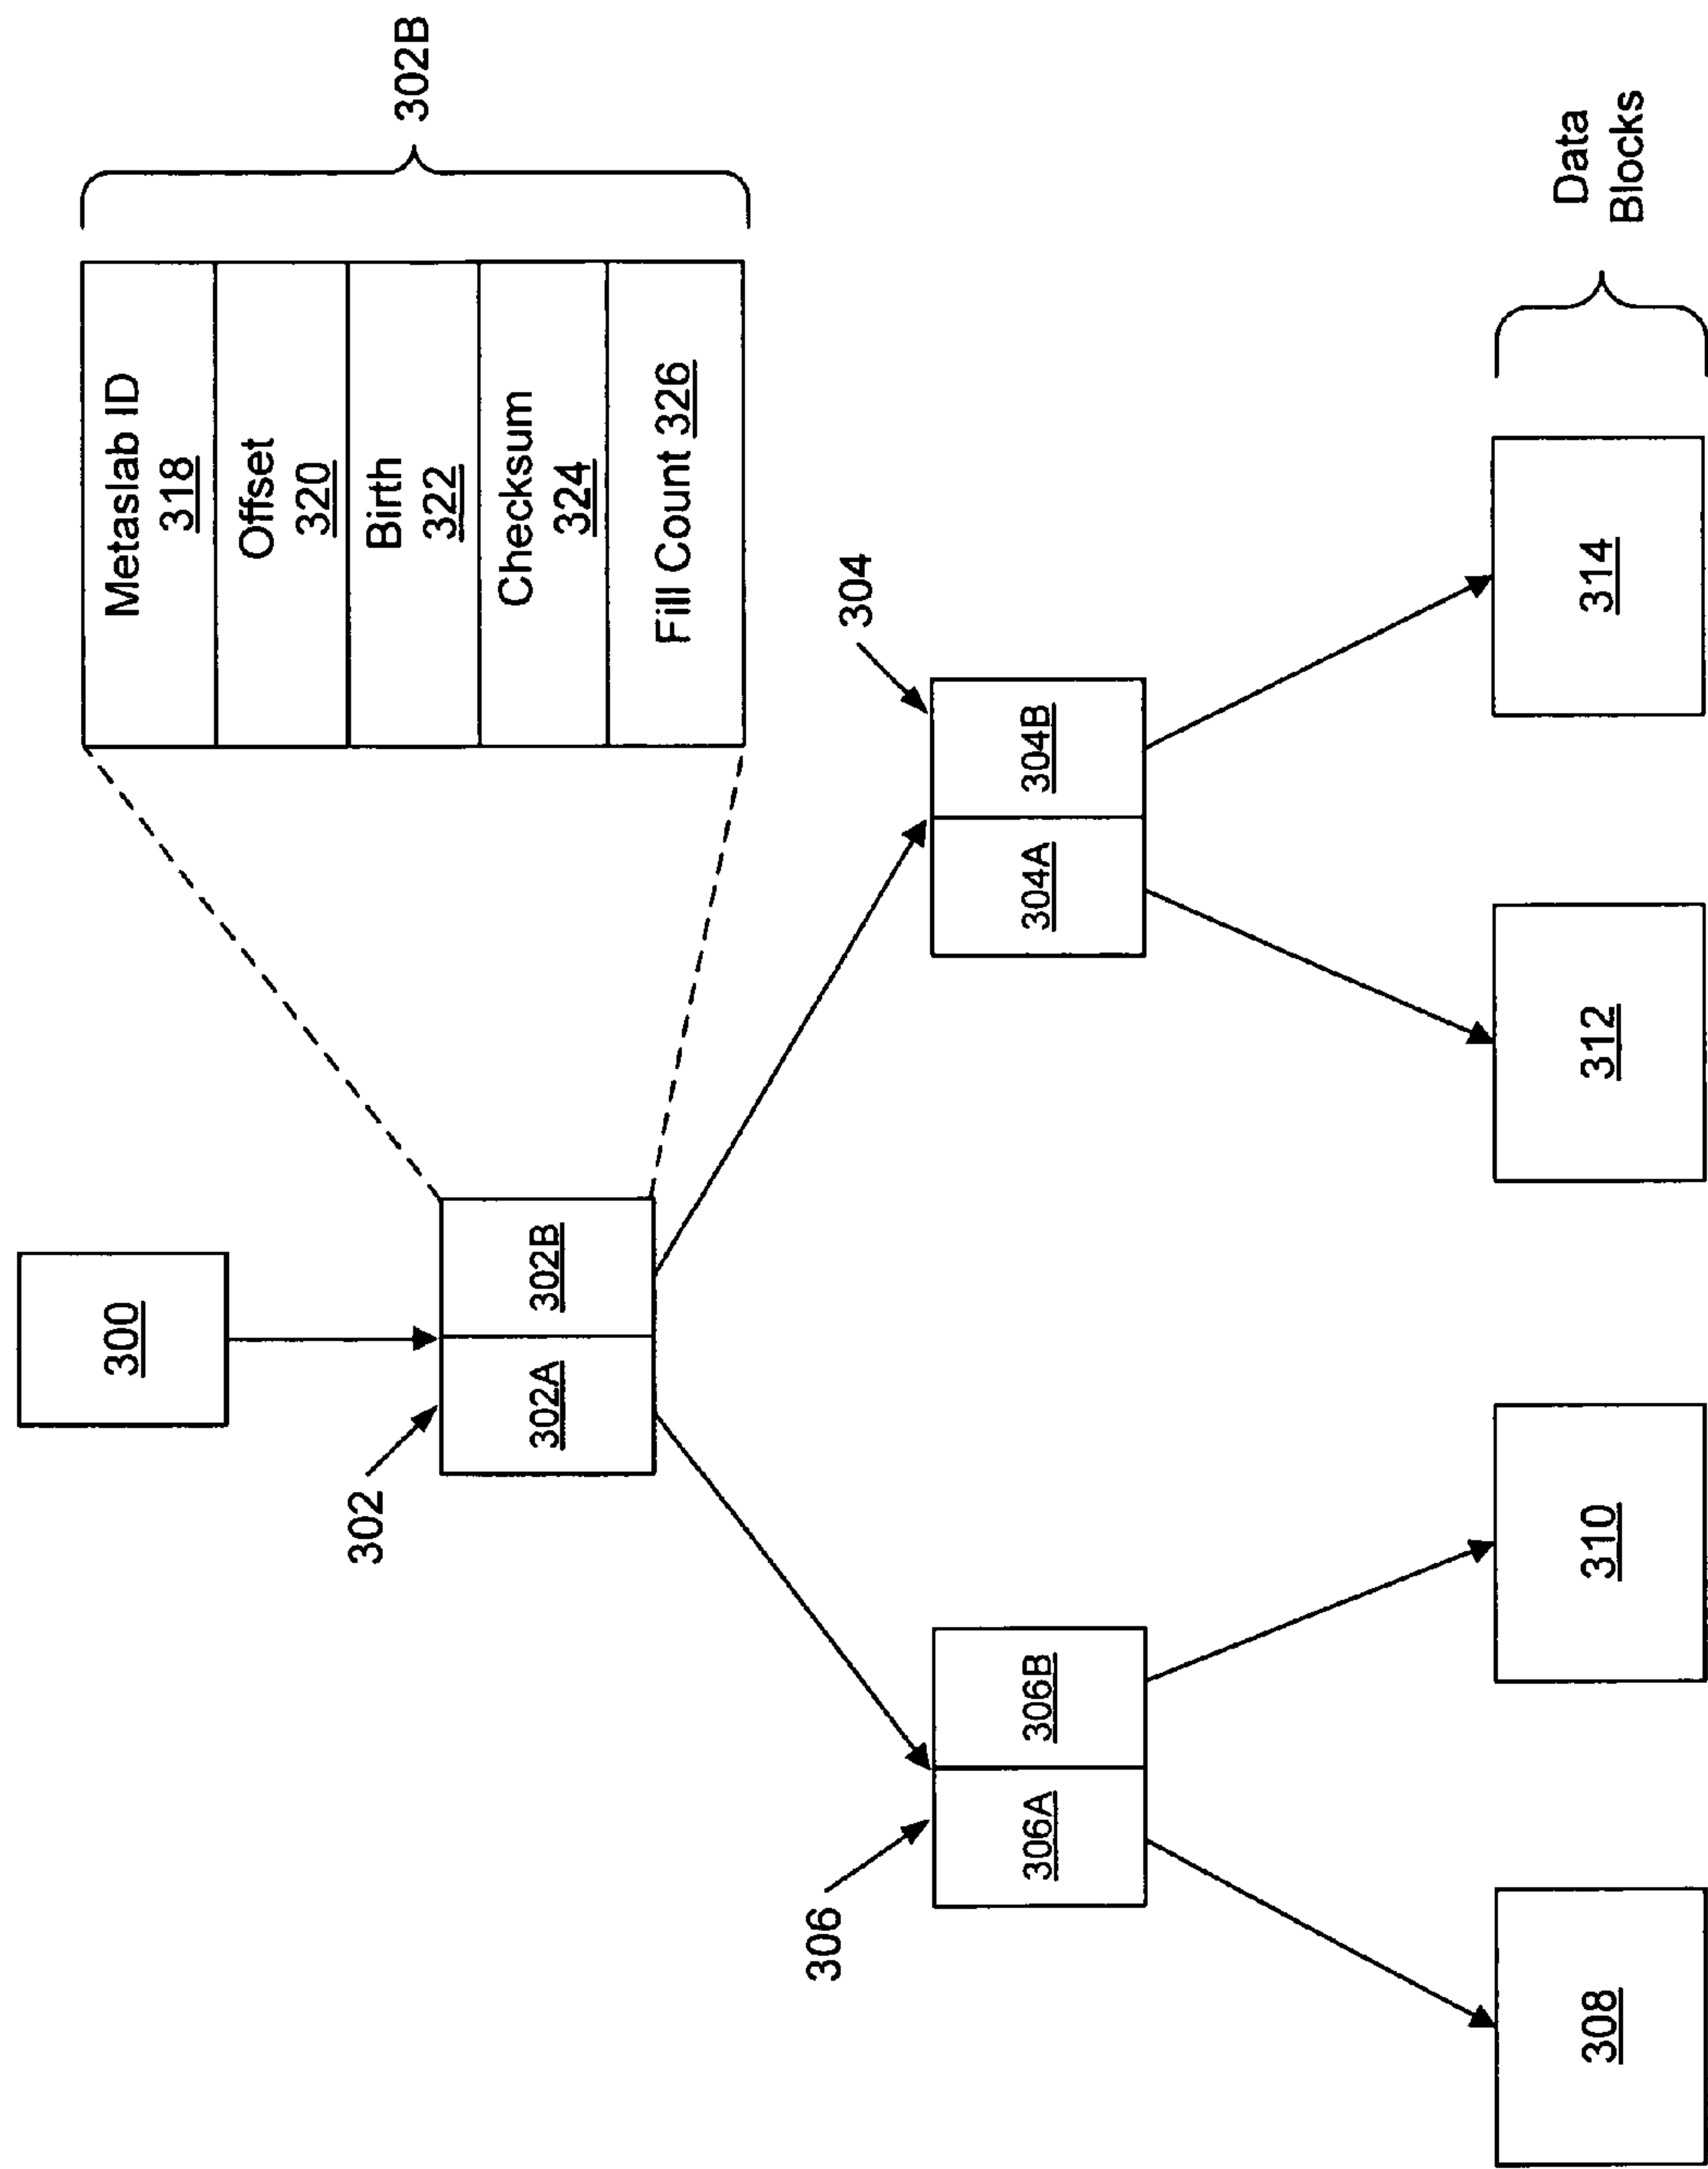 300
302
302A
302B
Metaslab ID
318
Offset
320
Birth
322
Checksum
324
Fill Count 326
302B
306
306A
306B
304
304A
304B
308
310
312
314
Data
Blocks